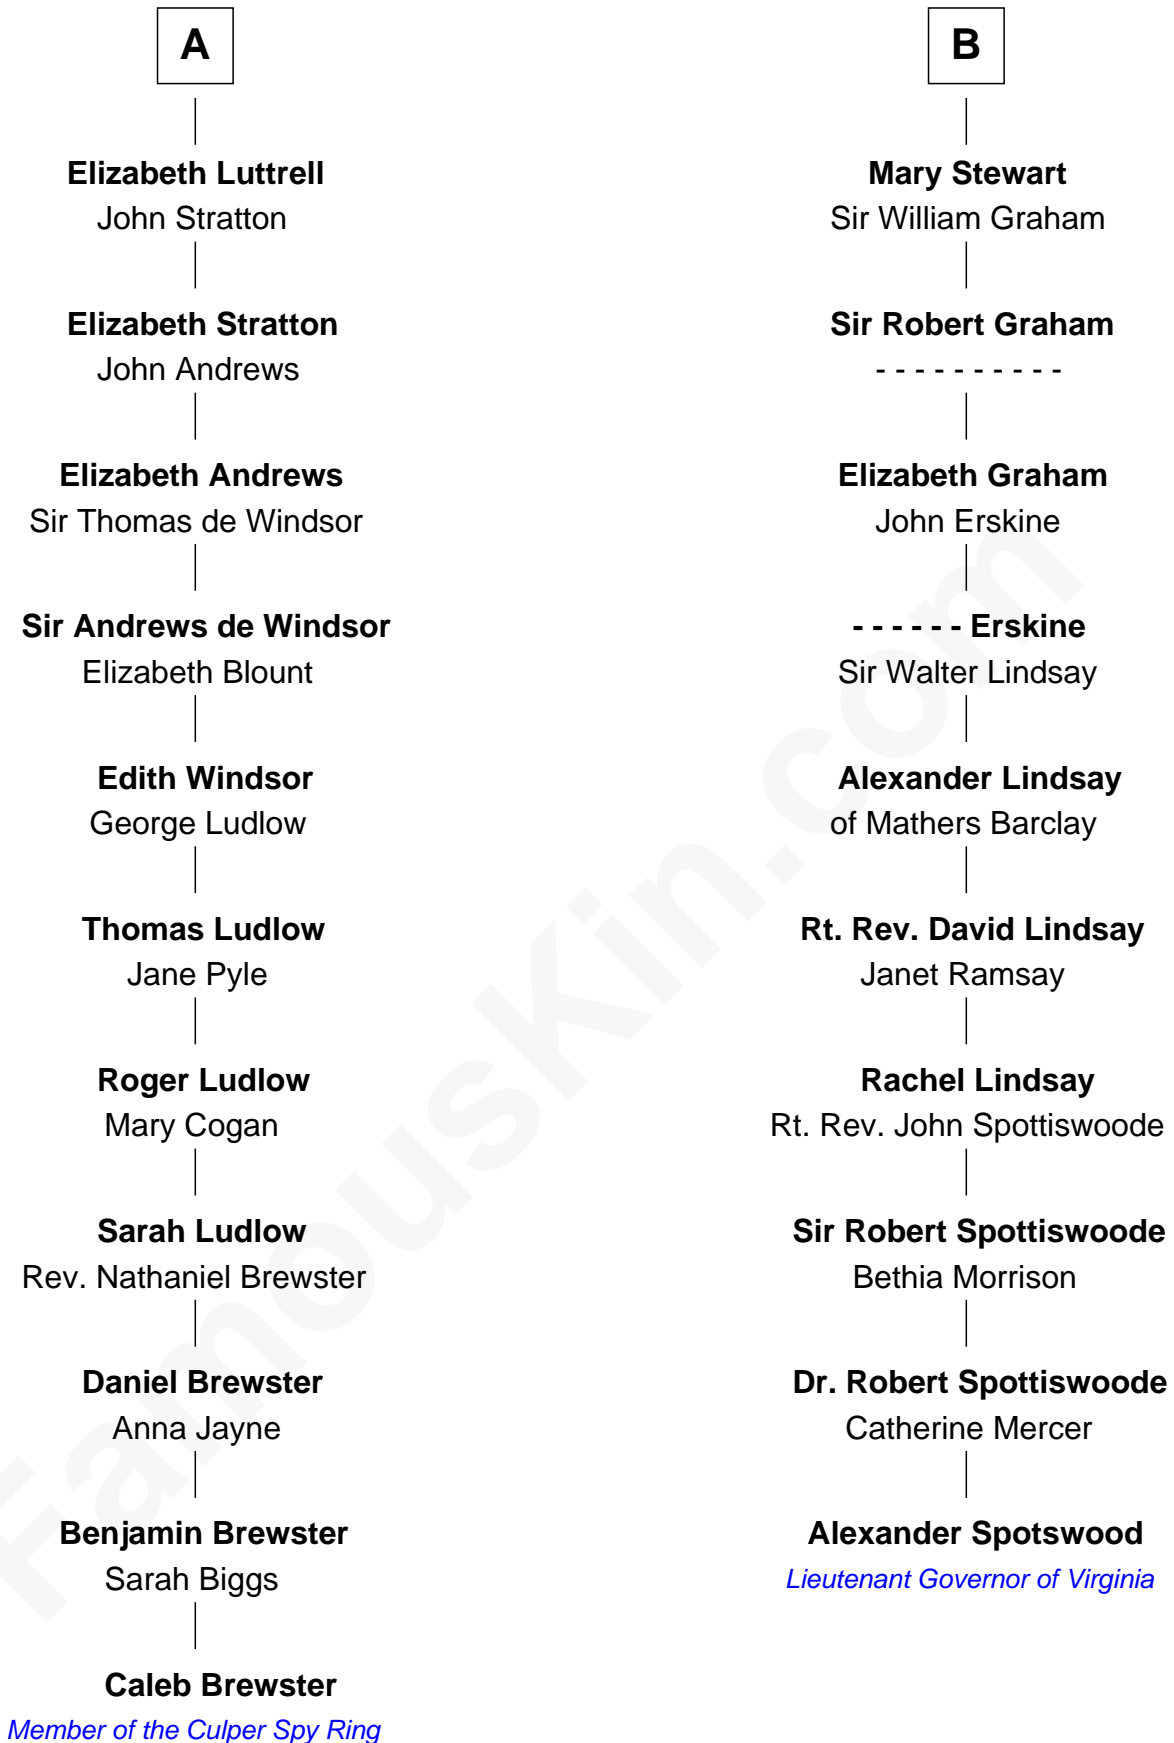 A
Elizabeth Luttrell
John Stratton
Elizabeth Stratton
John Andrews
Elizabeth Andrews
Sir Thomas de Windsor
Sir Andrews de Windsor
Elizabeth Blount
Edith Windsor
George Ludlow
Thomas Ludlow
Jane Pyle
Roger Ludlow
Mary Cogan
Sarah Ludlow
Rev. Nathaniel Brewster
Daniel Brewster
Anna Jayne
Benjamin Brewster
Sarah Biggs
Caleb Brewster
Member of the Culper Spy Ring
B
Mary Stewart
Sir William Graham
Sir Robert Graham
- - - - - - - - - -
Elizabeth Graham
John Erskine
- - - - - - Erskine
Sir Walter Lindsay
Alexander Lindsay
of Mathers Barclay
Rt. Rev. David Lindsay
Janet Ramsay
Rachel Lindsay
Rt. Rev. John Spottiswoode
Sir Robert Spottiswoode
Bethia Morrison
Dr. Robert Spottiswoode
Catherine Mercer
Alexander Spotswood
Lieutenant Governor of Virginia
FamousKin.com